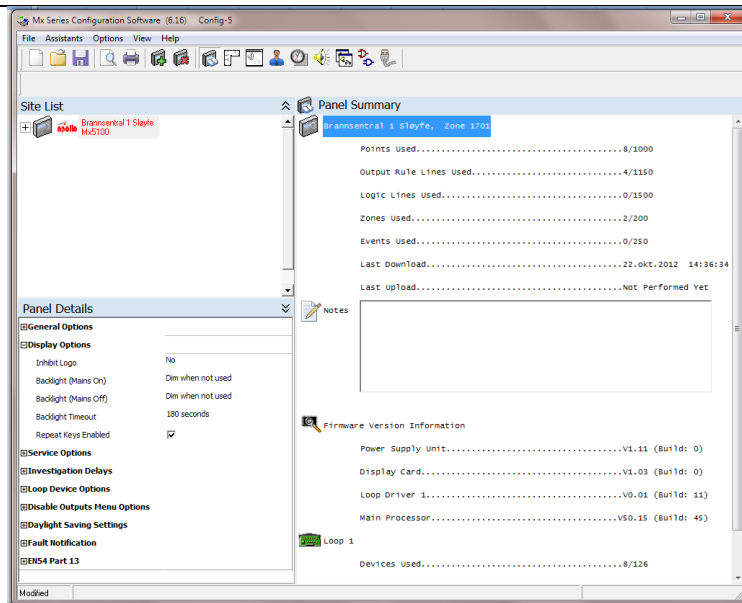 Mx Series Configuration Software (6.16) Config-5
File Assistants Options View Help
Site List
apollo
Brannsentral 1 Sløyfe
Mx5100
Panel Details
General Options
Display Options
Inhibit Logo No
Backlight (Mains On) Dim when not used
Backlight (Mains Off) Dim when not used
Backlight Timeout 180 seconds
Repeat Keys Enabled
Service Options
Investigation Delays
Loop Device Options
Disable Outputs Menu Options
Daylight Saving Settings
Fault Notification
EN54 Part 13
Panel Summary
Brannsentral 1 Sløyfe, Zone 1701
Points Used..............................8/1000
Output Rule Lines Used...................4/1150
Logic Lines Used.........................0/1500
Zones Used...............................2/200
Events Used..............................0/250
Last Download............................22.okt.2012 14:36:34
Last Upload..............................Not Performed Yet
Notes
Firmware Version Information
Power Supply Unit.........................V1.11 (Build: 0)
Display Card..............................V1.03 (Build: 0)
Loop Driver 1.............................V0.01 (Build: 11)
Main Processor...........................V50.15 (Build: 45)
Loop 1
Devices Used..............................8/126
Modified